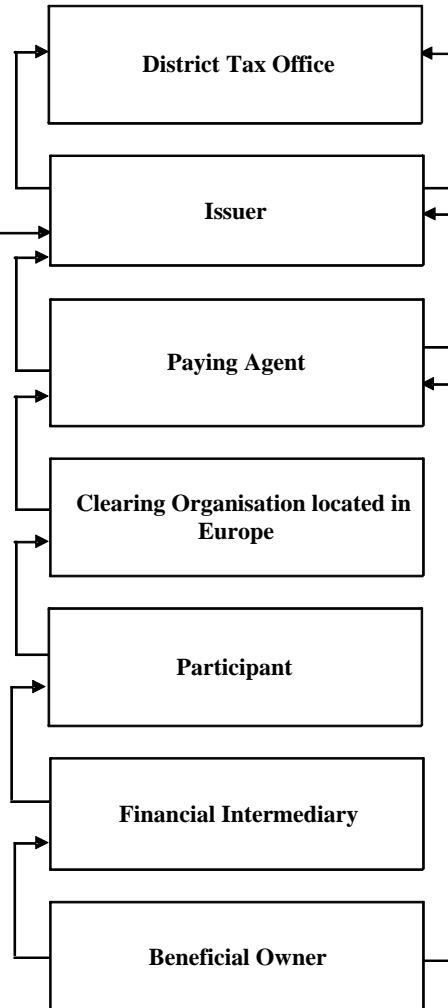 District Tax Office
Issuer
Paying Agent
Clearing Organisation located in
Europe
Participant
Financial Intermediary
Beneficial Owner